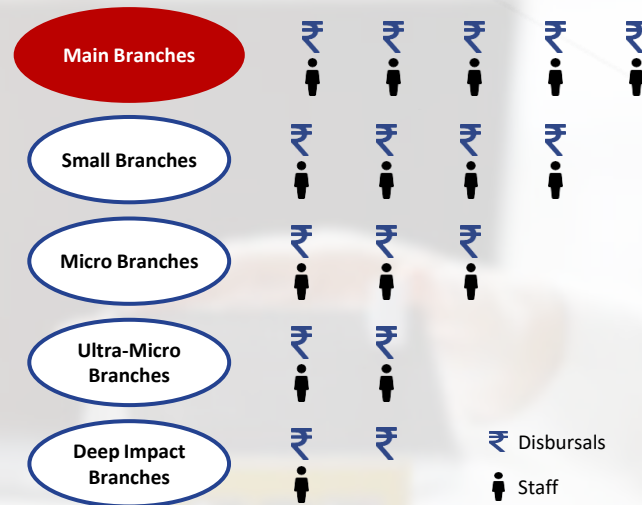 ₹ ₹ ₹ ₹ ₹
Main Branches
₹ ₹ ₹ ₹
Small Branches
₹ ₹ ₹
Micro Branches
₹ ₹
Ultra-Micro
Branches
₹ ₹
Deep Impact
Branches
₹ Disbursals
Staff